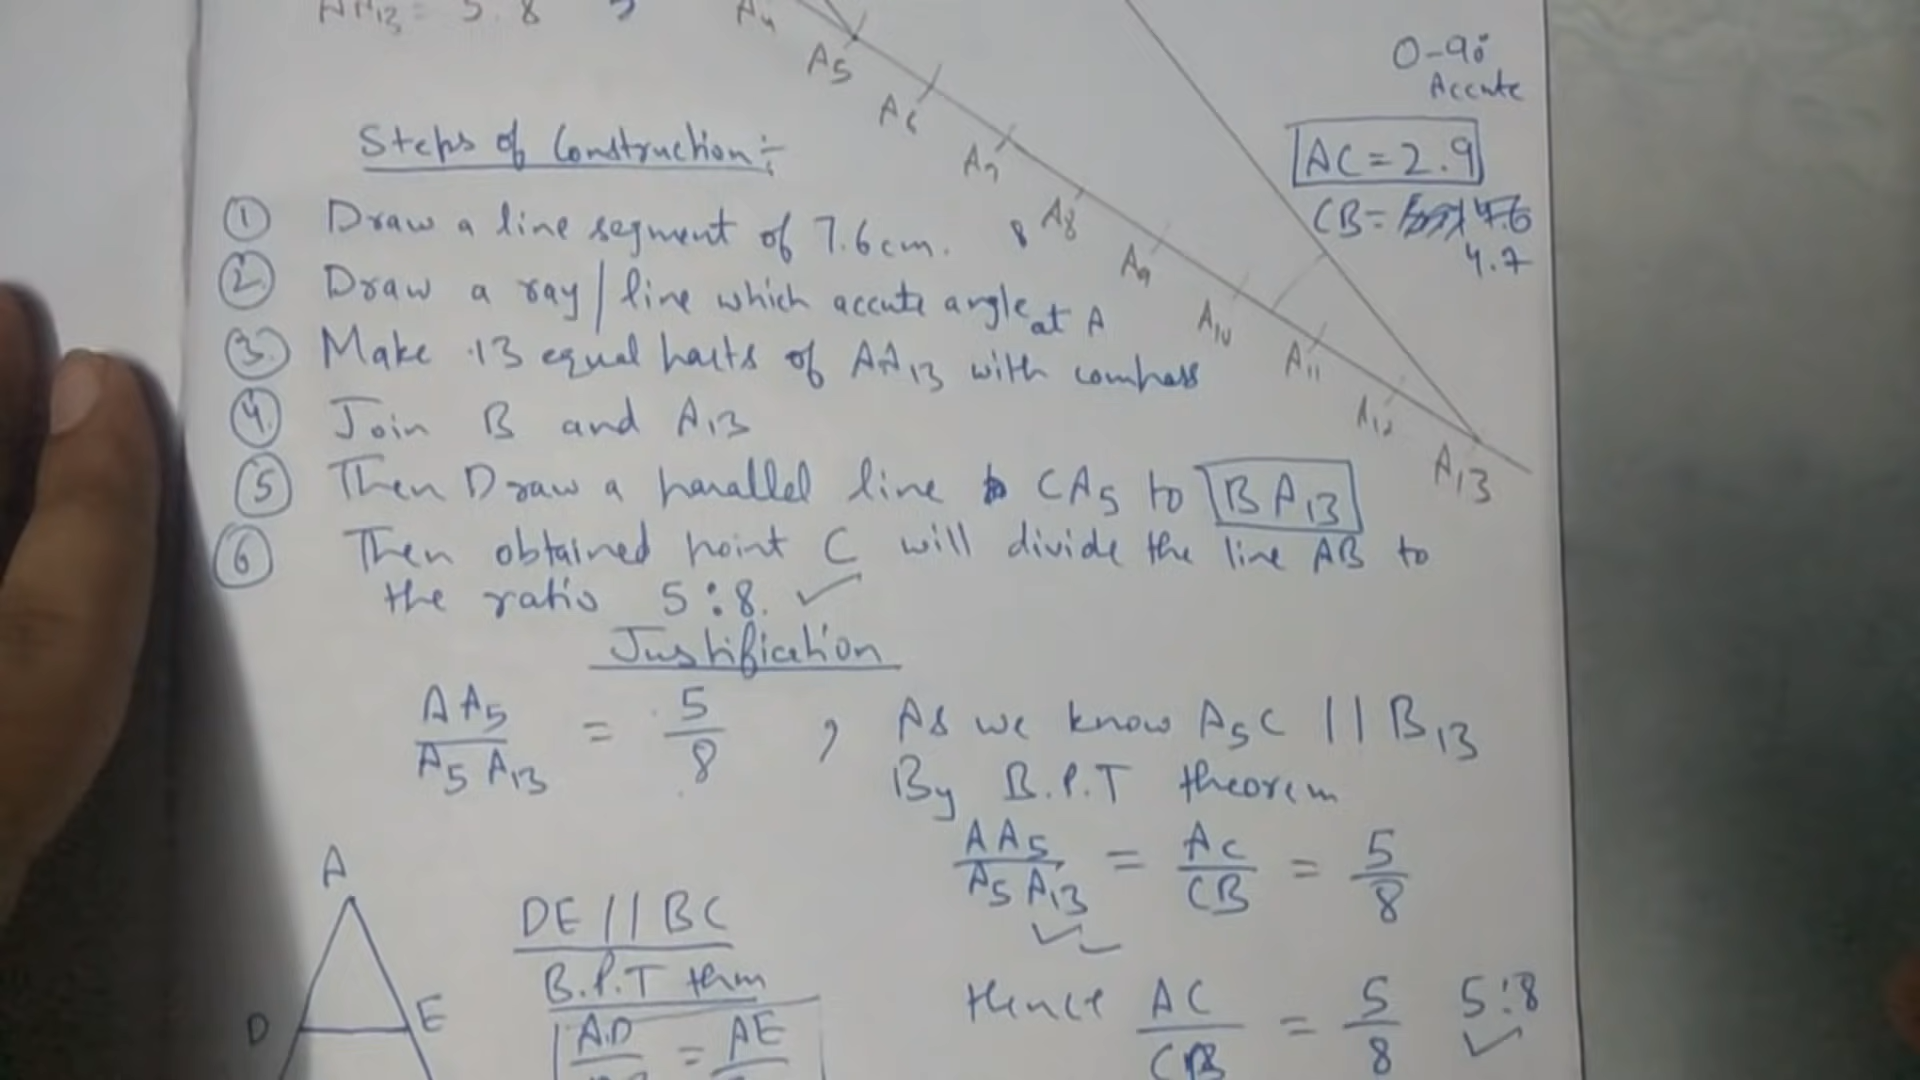 A4
A5
A6
A7
8 A8
A9
A10
A11
A12
A13
0-90°
Accute
AC = 2.9
CB =
4.7
Steps of Construction :-
① Draw a line segment of 7.6 cm.
② Draw a ray / line which accute angle at A
③ Make 13 equal parts of AA13 with compass
④ Join B and A13
⑤ Then Draw a parallel line CA5 to BA13
⑥ Then obtained point C will divide the line AB to
the ratio 5:8. ✓
Justification
AA5 / A5A13 = 5/8 , As we know A5C || B13
By B.P.T theorem
AA5 / A5A13 = AC / CB = 5/8
Hence AC / CB = 5/8 5:8
A
D E
DE || BC
B.P.T thm
AD = AE